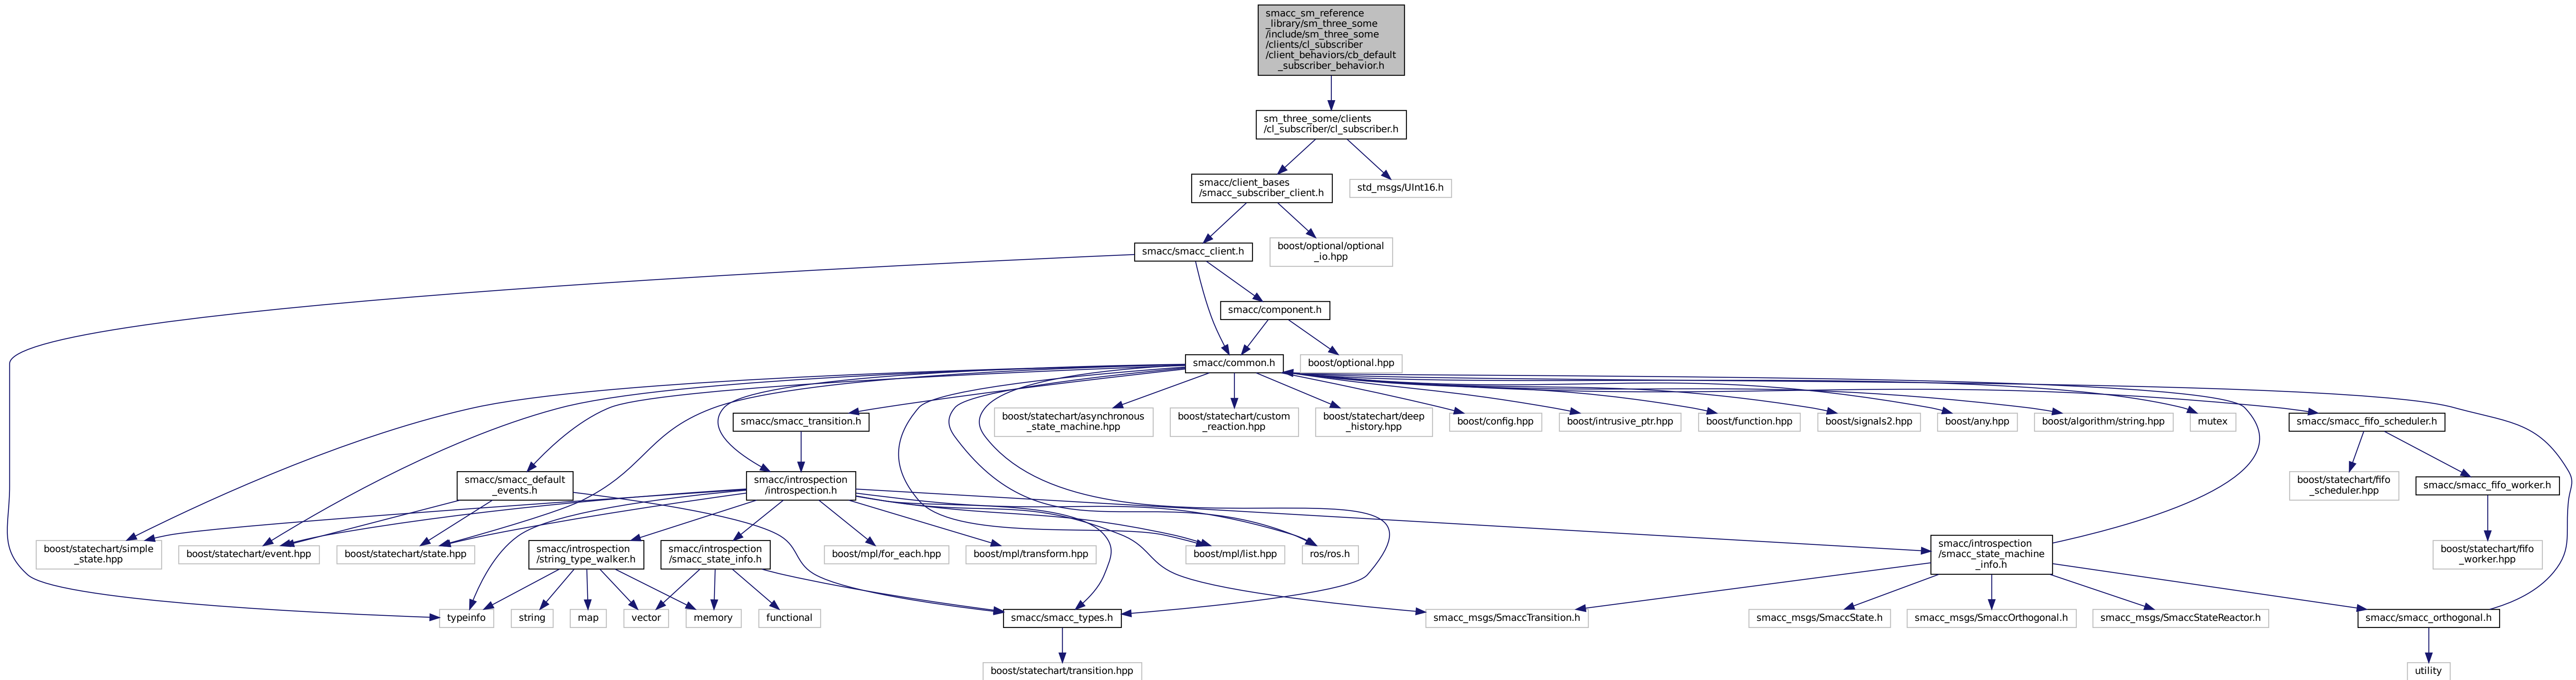 smacc_sm_reference
_library/sm_three_some
/include/sm_three_some
/clients/cl_subscriber
/client_behaviors/cb_default
_subscriber_behavior.h
sm_three_some/clients
/cl_subscriber/cl_subscriber.h
smacc/client_bases
/smacc_subscriber_client.h
std_msgs/UInt16.h
smacc/smacc_client.h
boost/optional/optional
_io.hpp
smacc/component.h
smacc/common.h
boost/optional.hpp
smacc/smacc_transition.h
boost/statechart/asynchronous
_state_machine.hpp
boost/statechart/custom
_reaction.hpp
boost/statechart/deep
_history.hpp
boost/config.hpp
boost/intrusive_ptr.hpp
boost/function.hpp
boost/signals2.hpp
boost/any.hpp
boost/algorithm/string.hpp
mutex
smacc/smacc_fifo_scheduler.h
smacc/smacc_default
_events.h
smacc/introspection
/introspection.h
boost/statechart/fifo
_scheduler.hpp
smacc/smacc_fifo_worker.h
boost/statechart/simple
_state.hpp
boost/statechart/event.hpp
boost/statechart/state.hpp
smacc/introspection
/string_type_walker.h
smacc/introspection
/smacc_state_info.h
boost/mpl/for_each.hpp
boost/mpl/transform.hpp
boost/mpl/list.hpp
ros/ros.h
smacc/introspection
/smacc_state_machine
_info.h
boost/statechart/fifo
_worker.hpp
typeinfo
string
map
vector
memory
functional
smacc/smacc_types.h
smacc_msgs/SmaccTransition.h
smacc_msgs/SmaccState.h
smacc_msgs/SmaccOrthogonal.h
smacc_msgs/SmaccStateReactor.h
smacc/smacc_orthogonal.h
boost/statechart/transition.hpp
utility